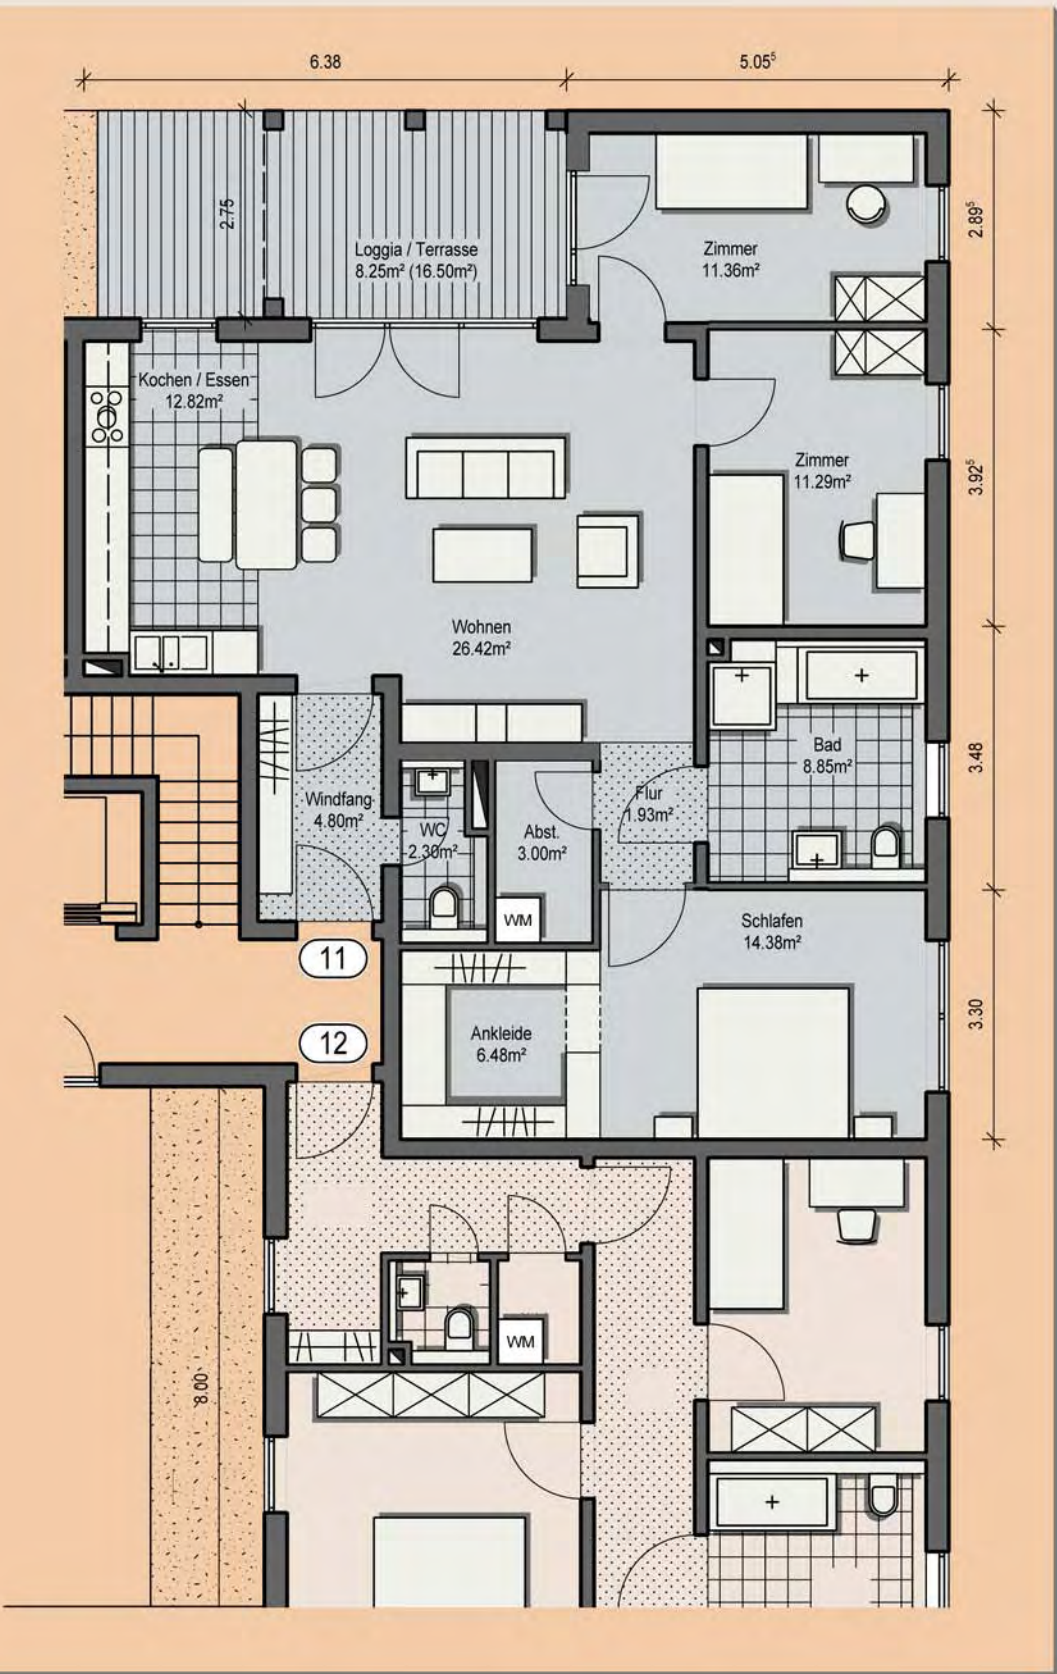 6.38
5.05⁵
2.75
2.89⁵
Loggia / Terrasse
8.25m² (16.50m²)
Zimmer
11.36m²
Kochen / Essen
12.82m²
Zimmer
11.29m²
3.92⁵
Wohnen
26.42m²
Bad
8.85m²
3.48
Windfang
4.80m²
WC
2.30m²
Abst.
3.00m²
Flur
1.93m²
WM
Schlafen
14.38m²
11
12
Ankleide
6.48m²
3.30
WM
8.00